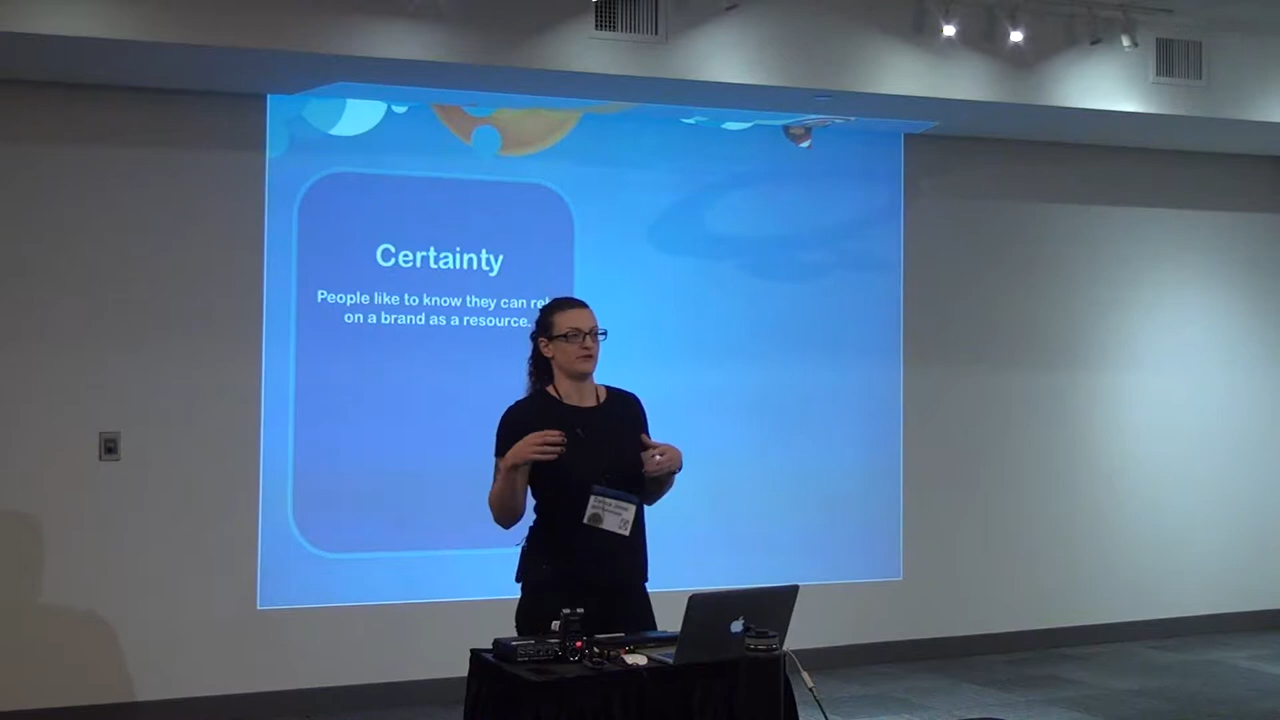 Certainty
People like to know they can rel
on a brand as a resource.